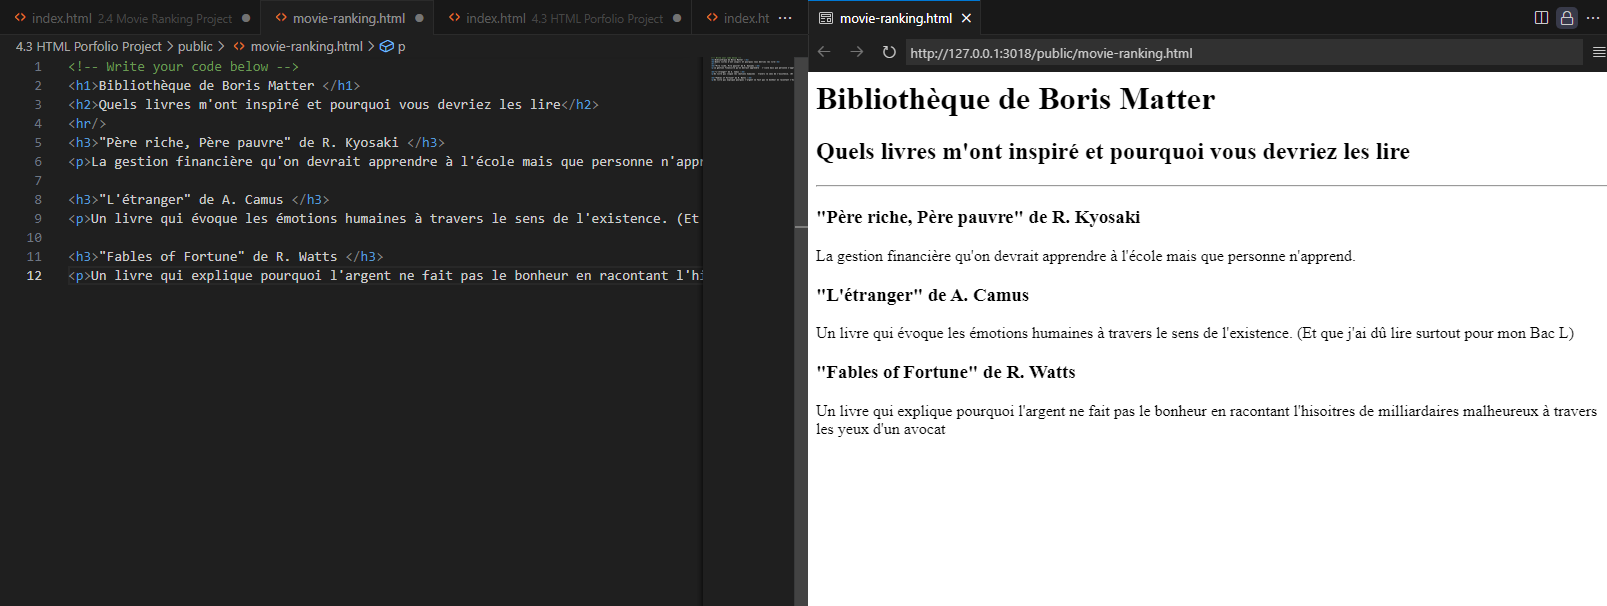 index.html 2.4 Movie Ranking Project
movie-ranking.html
index.html 4.3 HTML Porfolio Project
index.ht
4.3 HTML Porfolio Project > public > movie-ranking.html > p
1 <!-- Write your code below -->
2 <h1>Bibliothèque de Boris Matter </h1>
3 <h2>Quels livres m'ont inspiré et pourquoi vous devriez les lire</h2>
4 <hr/>
5 <h3>"Père riche, Père pauvre" de R. Kyosaki </h3>
6 <p>La gestion financière qu'on devrait apprendre à l'école mais que personne n'appr
7
8 <h3>"L'étranger" de A. Camus </h3>
9 <p>Un livre qui évoque les émotions humaines à travers le sens de l'existence. (Et
10
11 <h3>"Fables of Fortune" de R. Watts </h3>
12 <p>Un livre qui explique pourquoi l'argent ne fait pas le bonheur en racontant l'hi
movie-ranking.html
http://127.0.0.1:3018/public/movie-ranking.html
Bibliothèque de Boris Matter
Quels livres m'ont inspiré et pourquoi vous devriez les lire
"Père riche, Père pauvre" de R. Kyosaki
La gestion financière qu'on devrait apprendre à l'école mais que personne n'apprend.
"L'étranger" de A. Camus
Un livre qui évoque les émotions humaines à travers le sens de l'existence. (Et que j'ai dû lire surtout pour mon Bac L)
"Fables of Fortune" de R. Watts
Un livre qui explique pourquoi l'argent ne fait pas le bonheur en racontant l'hisoitres de milliardaires malheureux à travers
les yeux d'un avocat